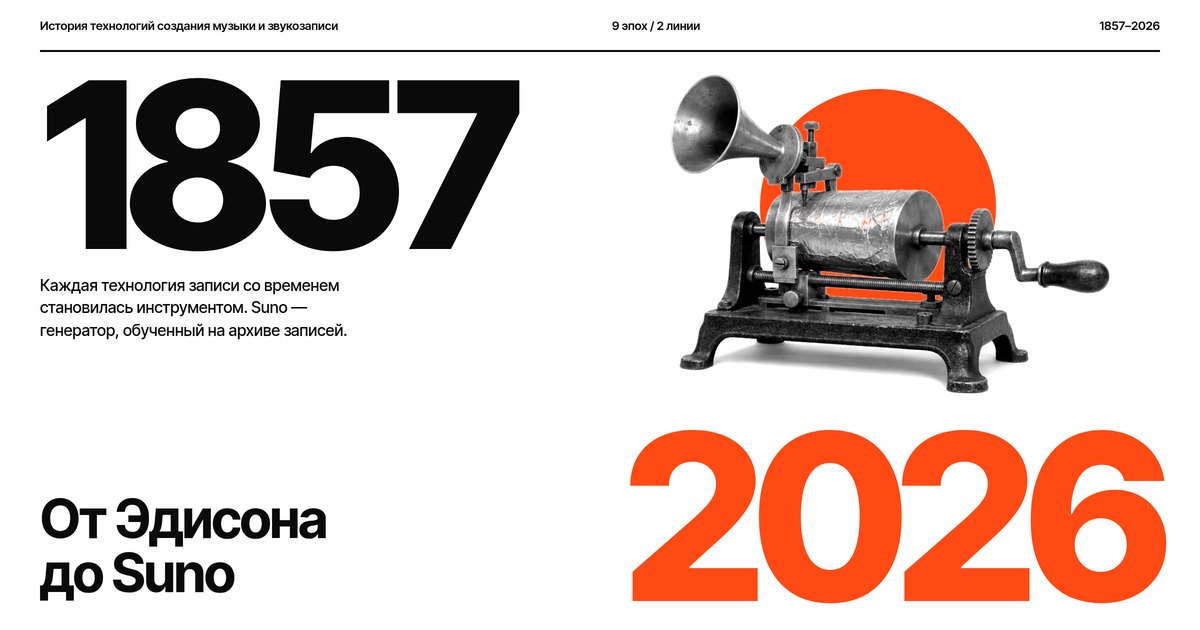 История технологий создания музыки и звукозаписи
9 эпох / 2 линии
1857–2026
1857
Каждая технология записи со временем
становилась инструментом. Suno —
генератор, обученный на архиве записей.
От Эдисона
до Suno
2026